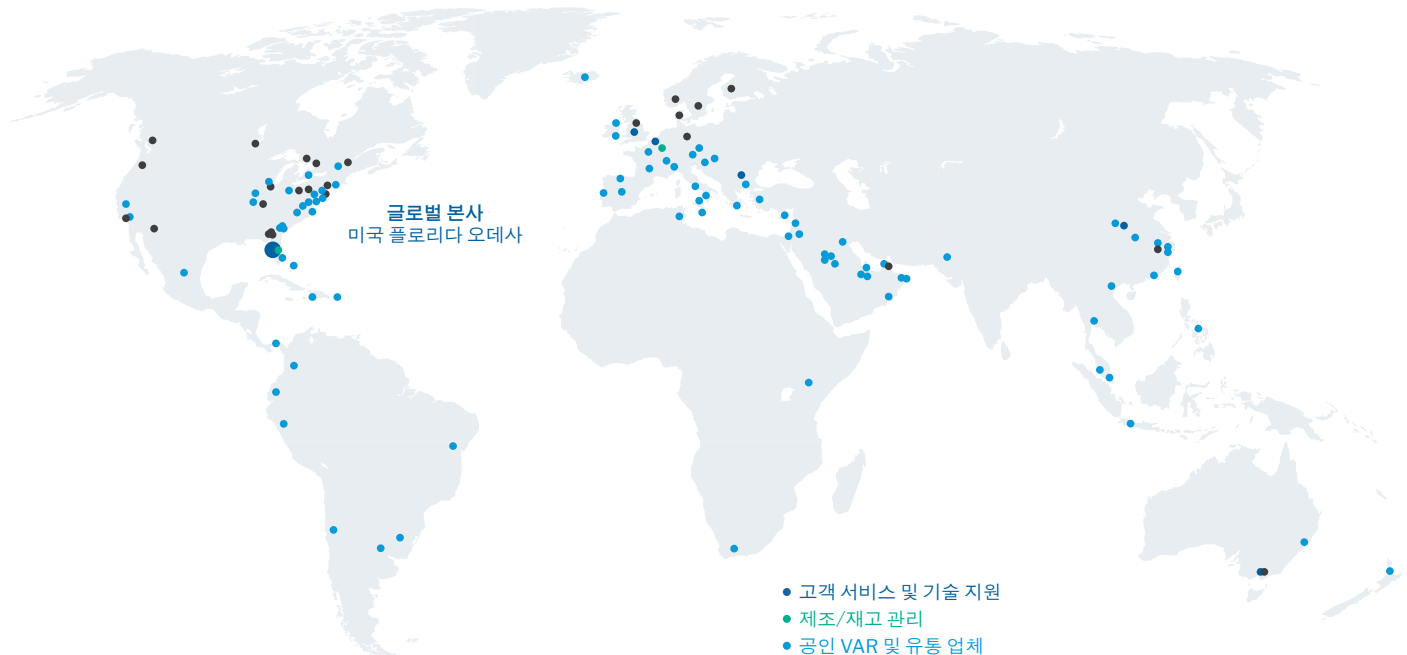 글로벌 본사
미국 플로리다 오데사
고객 서비스 및 기술 지원
제조/재고 관리
공인 VAR 및 유통 업체